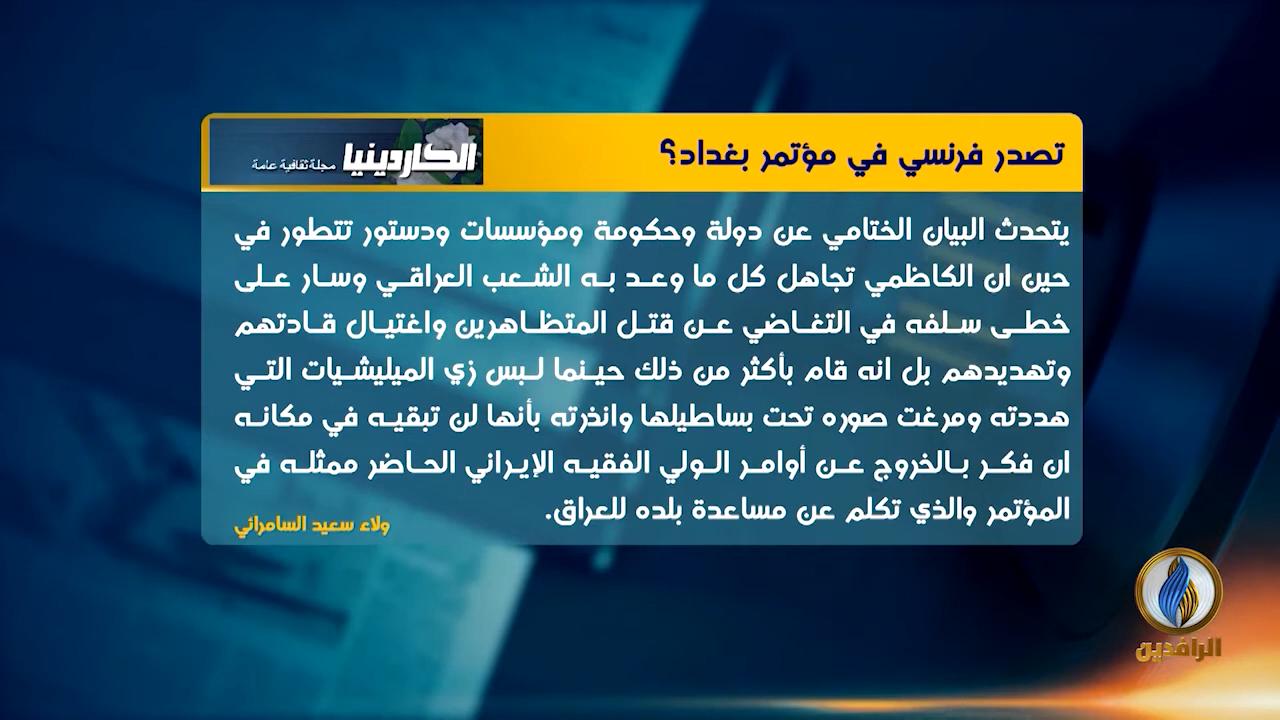 تصدر فرنسي في مؤتمر بغداد؟
الكاردينيا
مجلة ثقافية عامة
يتحدث البيان الختامي عن دولة وحكومة ومؤسسات ودستور تتطور في
حين ان الكاظمي تجاهل كل ما وعد به الشعب العراقي وسار على
خطى سلفه في التغاضي عن قتل المتظاهرين واغتيال قادتهم
وتهديدهم بل انه قام بأكثر من ذلك حينما لبس زي الميليشيات التي
هددته ومرغت صوره تحت بساطيلها وانذرته بأنها لن تبقيه في مكانه
ان فكر بالخروج عن أوامر الولي الفقيه الإيراني الحاضر ممثله في
المؤتمر والذي تكلم عن مساعدة بلده للعراق.
ولاء سعيد السامرائي
الرافدين